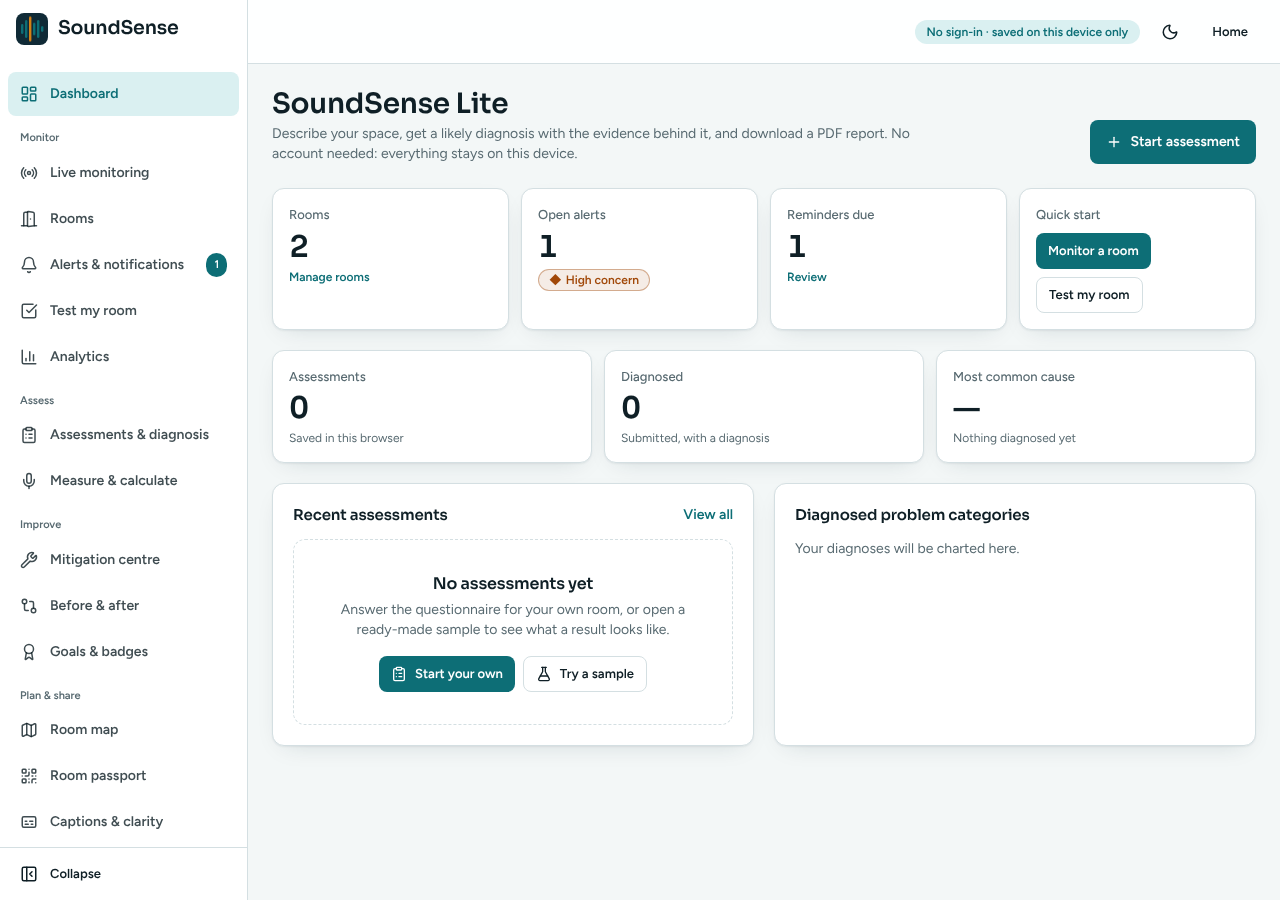 SoundSense
No sign-in · saved on this device only
Home
Dashboard
Monitor
Live monitoring
Rooms
Alerts & notifications
1
Test my room
Analytics
Assess
Assessments & diagnosis
Measure & calculate
Improve
Mitigation centre
Before & after
Goals & badges
Plan & share
Room map
Room passport
Captions & clarity
Collapse
SoundSense Lite
Describe your space, get a likely diagnosis with the evidence behind it, and download a PDF report. No
account needed: everything stays on this device.
Start assessment
Rooms
2
Manage rooms
Open alerts
1
High concern
Reminders due
1
Review
Quick start
Monitor a room
Test my room
Assessments
0
Saved in this browser
Diagnosed
0
Submitted, with a diagnosis
Most common cause
—
Nothing diagnosed yet
Recent assessments
View all
No assessments yet
Answer the questionnaire for your own room, or open a
ready-made sample to see what a result looks like.
Start your own
Try a sample
Diagnosed problem categories
Your diagnoses will be charted here.